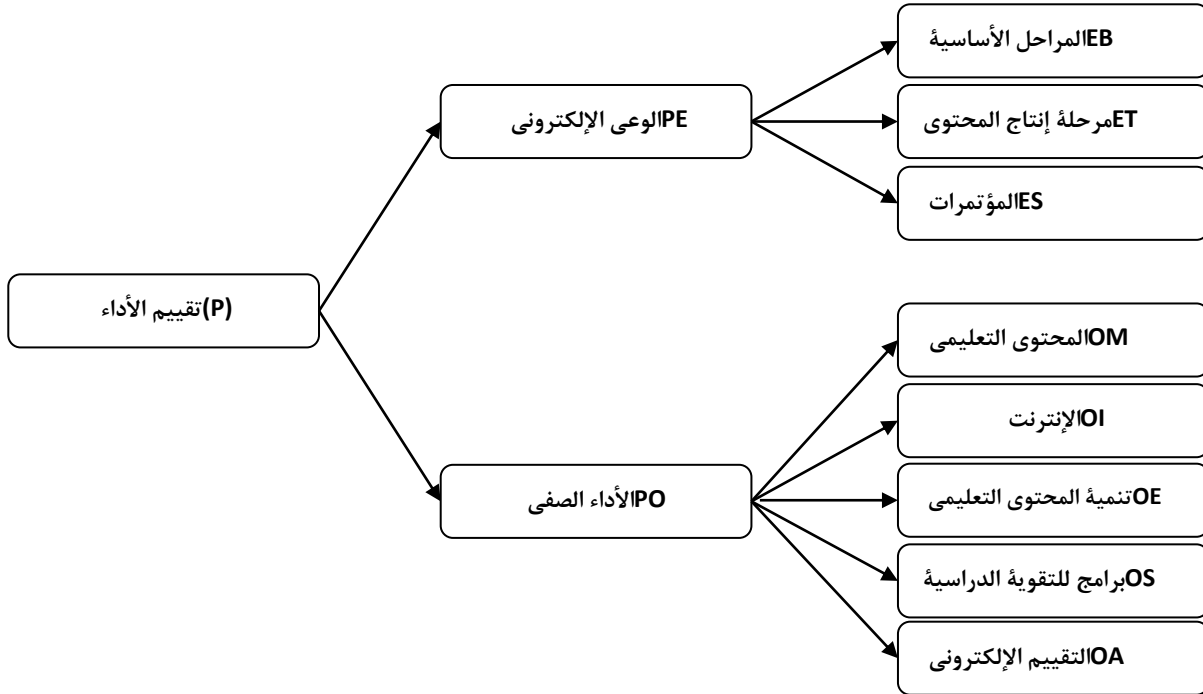 EBالمراحل الأساسية
PEالوعى الإلكترونى
ETمرحلة إنتاج المحتوى
ESالمؤتمرات
(P)تقييم الأداء
OMالمحتوى التعليمى
OIالإنترنت
POالأداء الصفى
OEتنمية المحتوى التعليمى
OSبرامج للتقوية الدراسية
OAالتقييم الإلكترونى